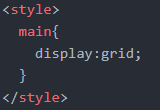 <style>
  main{
    display:grid;
  }
</style>